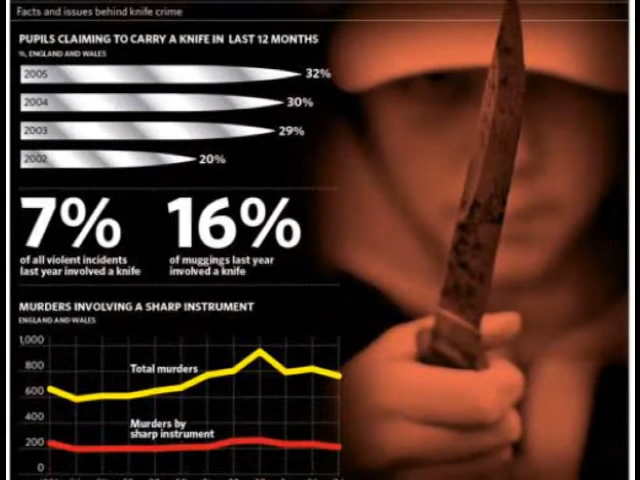 Facts and issues behind knife crime
PUPILS CLAIMING TO CARRY A KNIFE IN LAST 12 MONTHS
%, ENGLAND AND WALES
2005 32%
2004 30%
2003 29%
2002 20%
7% 16%
of all violent incidents
last year involved a knife
of muggings last year
involved a knife
MURDERS INVOLVING A SHARP INSTRUMENT
ENGLAND AND WALES
1,000
800
Total murders
600
400
Murders by
sharp instrument
200
0